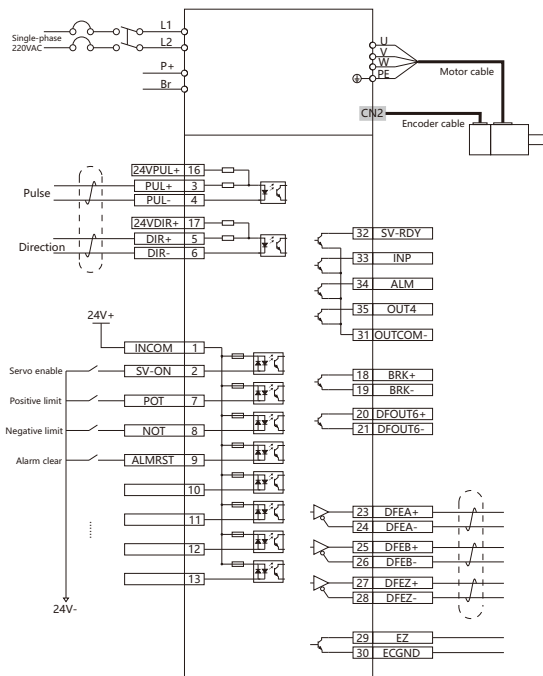 Single-phase
220VAC
L1
L2
P+
Br
U
V
W
PE
Motor cable
CN2
Encoder cable
24VPUL+ 16
Pulse
PUL+ 3
PUL- 4
24VDIR+ 17
Direction
DIR+ 5
DIR- 6
32 SV-RDY
33 INP
34 ALM
35 OUT4
31 OUTCOM-
24V+
INCOM 1
Servo enable SV-ON 2
Positive limit POT 7
Negative limit NOT 8
Alarm clear ALMRST 9
10
11
12
13
24V-
18 BRK+
19 BRK-
20 DFOUT6+
21 DFOUT6-
23 DFEA+
24 DFEA-
25 DFEB+
26 DFEB-
27 DFEZ+
28 DFEZ-
29 EZ
30 ECGND